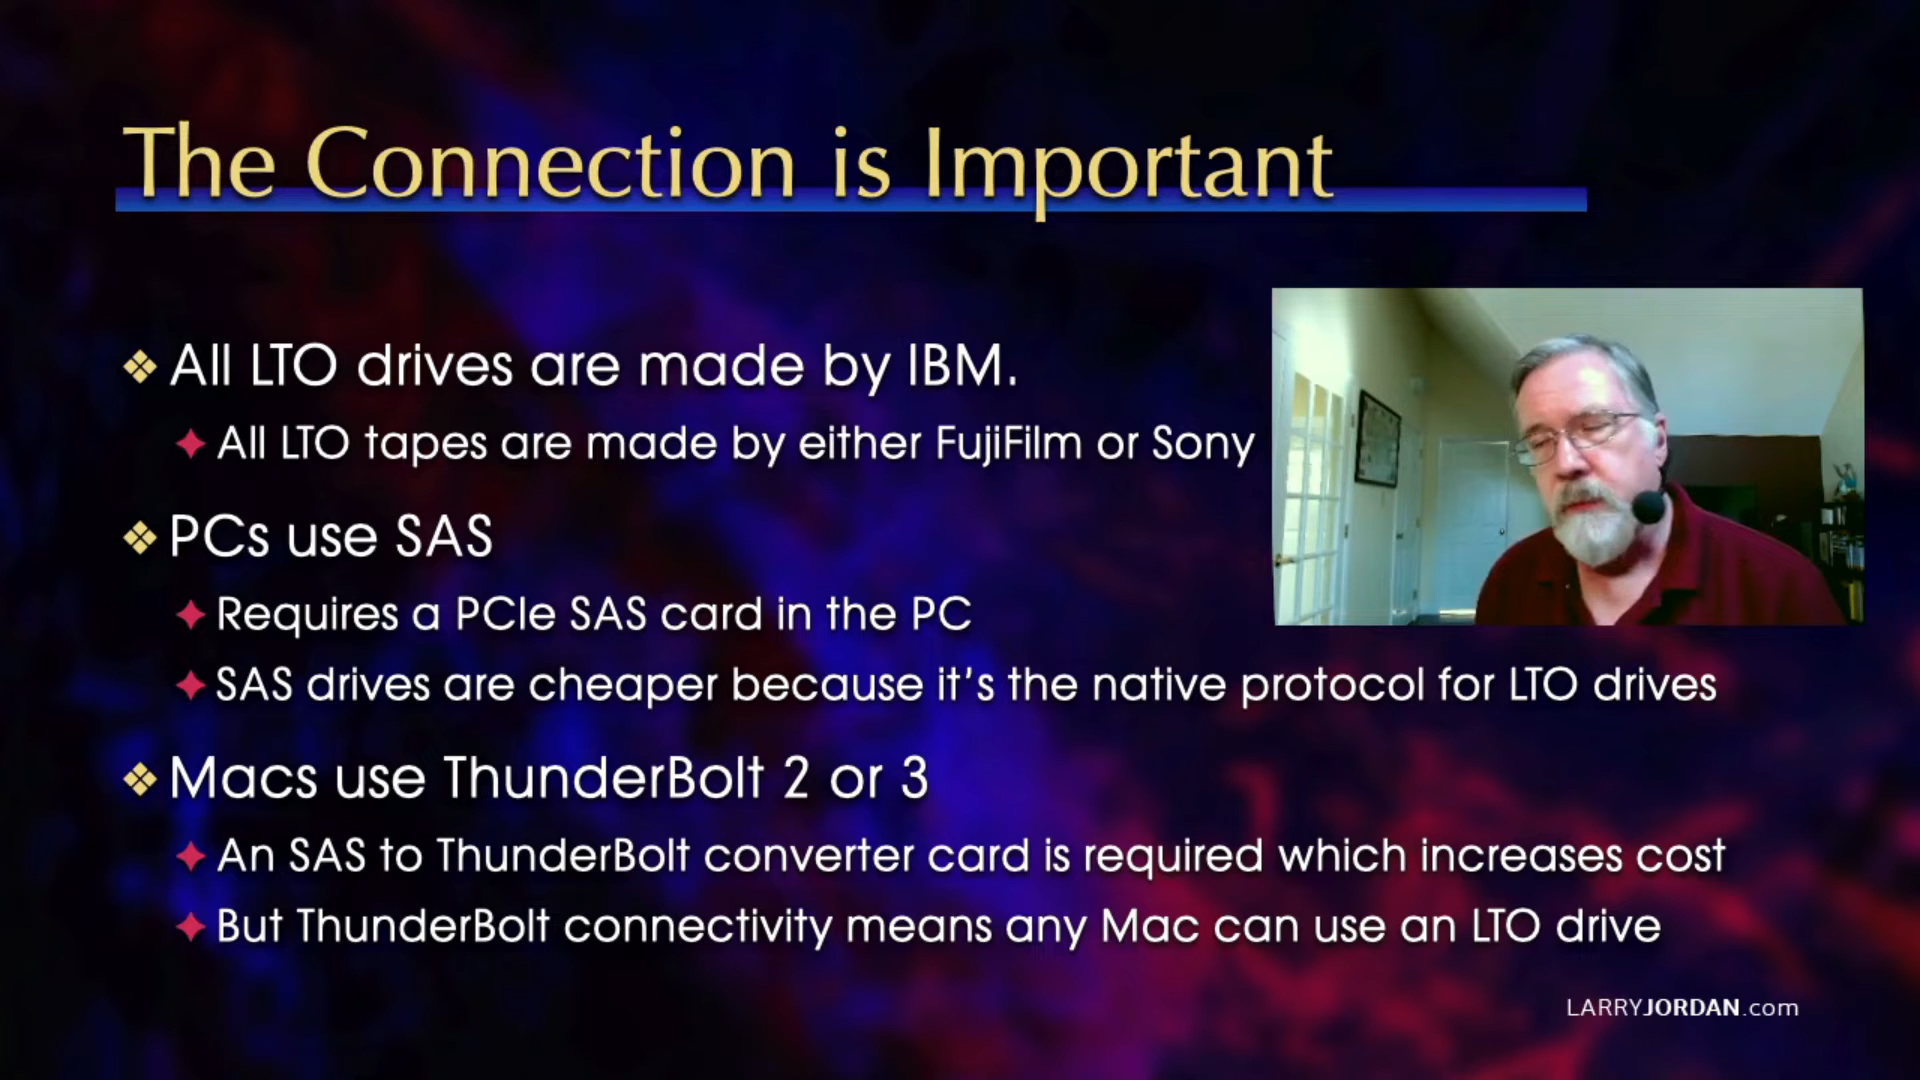 The Connection is Important
All LTO drives are made by IBM.
All LTO tapes are made by either FujiFilm or Sony
PCs use SAS
Requires a PCIe SAS card in the PC
SAS drives are cheaper because it’s the native protocol for LTO drives
Macs use ThunderBolt 2 or 3
An SAS to ThunderBolt converter card is required which increases cost
But ThunderBolt connectivity means any Mac can use an LTO drive
LARRYJORDAN.com